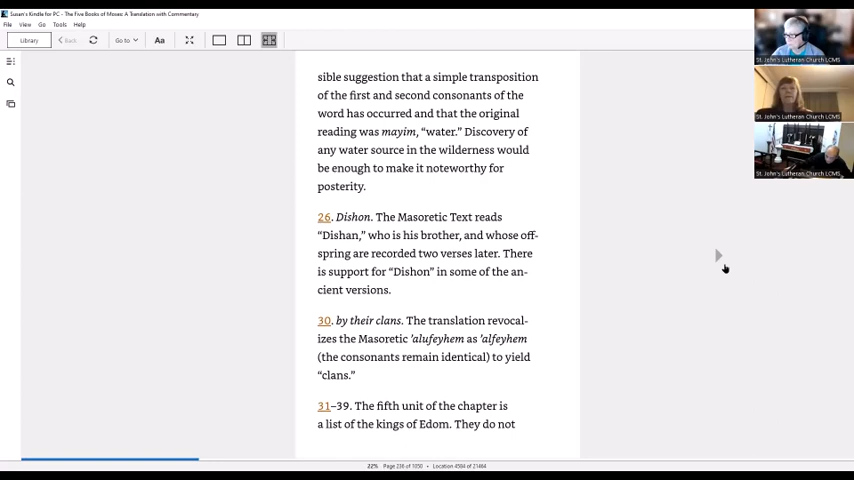 Susan's Kindle for PC - The Five Books of Moses: A Translation with Commentary
File View Go Tools Help
Library Back Go to Aa
sible suggestion that a simple transposition
of the first and second consonants of the
word has occurred and that the original
reading was mayim, “water.” Discovery of
any water source in the wilderness would
be enough to make it noteworthy for
posterity.
26. Dishon. The Masoretic Text reads
“Dishan,” who is his brother, and whose off-
spring are recorded two verses later. There
is support for “Dishon” in some of the an-
cient versions.
30. by their clans. The translation revocal-
izes the Masoretic ’alufeyhem as ’alfeyhem
(the consonants remain identical) to yield
“clans.”
31–39. The fifth unit of the chapter is
a list of the kings of Edom. They do not
22% Page 236 of 1050 • Location 4584 of 21484
St. John's Lutheran Church LCMS
St. John's Lutheran Church LCMS
St. John's Lutheran Church LCMS